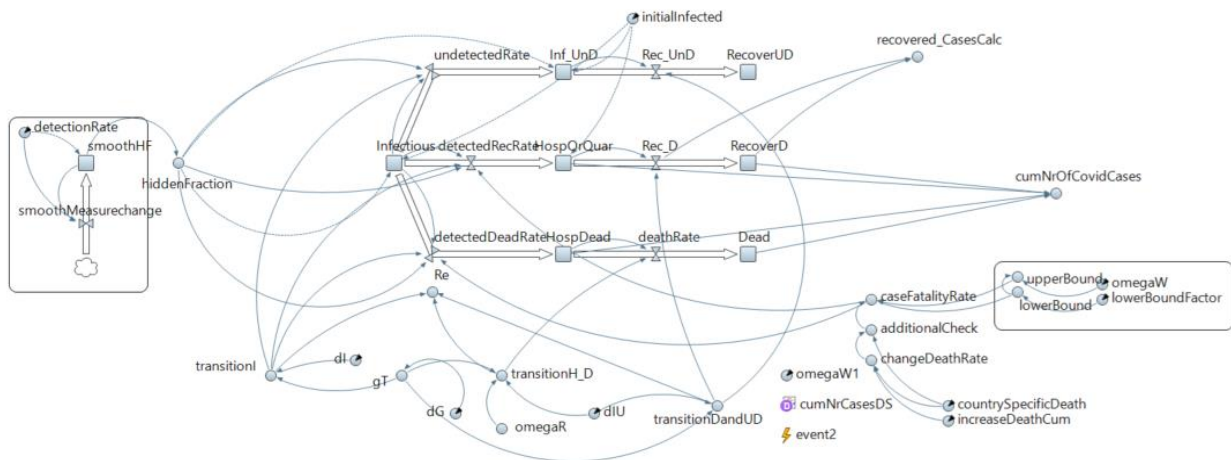 initialInfected
undetectedRate
Inf_UnD
Rec_UnD
RecoverUD
recovered_CasesCalc
detectionRate
smoothHF
Infectious
detectedRecRate
HospOrQuar
Rec_D
RecoverD
hiddenFraction
cumNrOfCovidCases
smoothMeasurechange
detectedDeadRate
HospDead
deathRate
Dead
Re
upperBound
omegaW
caseFatalityRate
lowerBound
lowerBoundFactor
additionalCheck
dI
changeDeathRate
transitionI
gT
transitionH_D
omegaW1
dG
dIU
cumNrCasesDS
countrySpecificDeath
omegaR
transitionDandUD
increaseDeathCum
event2